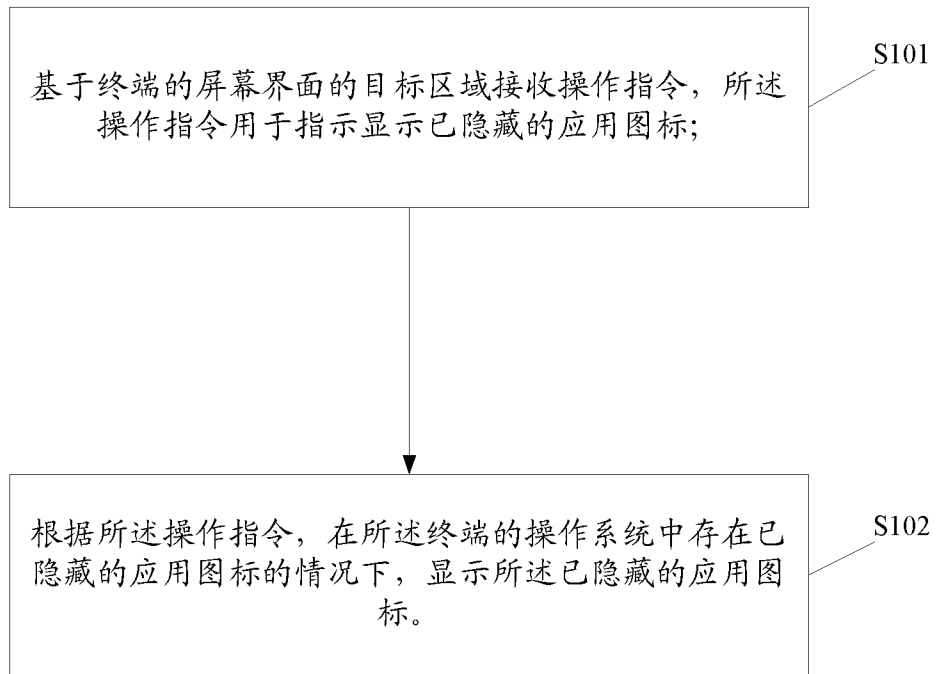 基于终端的屏幕界面的目标区域接收操作指令，所述
操作指令用于指示显示已隐藏的应用图标；
S101
根据所述操作指令，在所述终端的操作系统中存在已
隐藏的应用图标的情况下，显示所述已隐藏的应用图
标。
S102